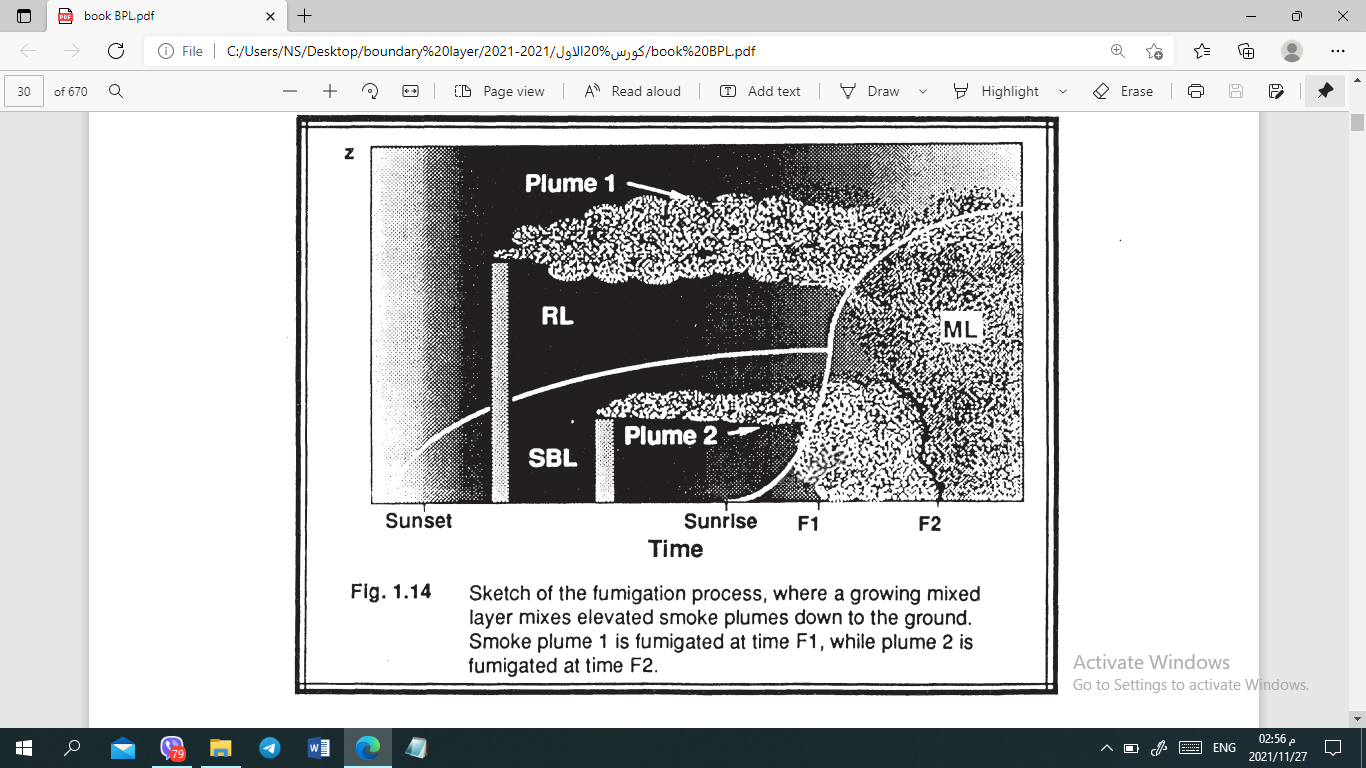 book BPL.pdf
File
C:/Users/NS/Desktop/boundary%20layer/2021-2021/كورس%20الاول/book%20BPL.pdf
30 of 670
Page view
Read aloud
Add text
Draw
Highlight
Erase
z
Plume 1
RL
ML
Plume 2
SBL
Sunset Sunrise F1 F2
Time
Fig. 1.14 Sketch of the fumigation process, where a growing mixed
layer mixes elevated smoke plumes down to the ground.
Smoke plume 1 is fumigated at time F1, while plume 2 is
fumigated at time F2.
Activate Windows
Go to Settings to activate Windows.
79
ENG
02:56 م
2021/11/27